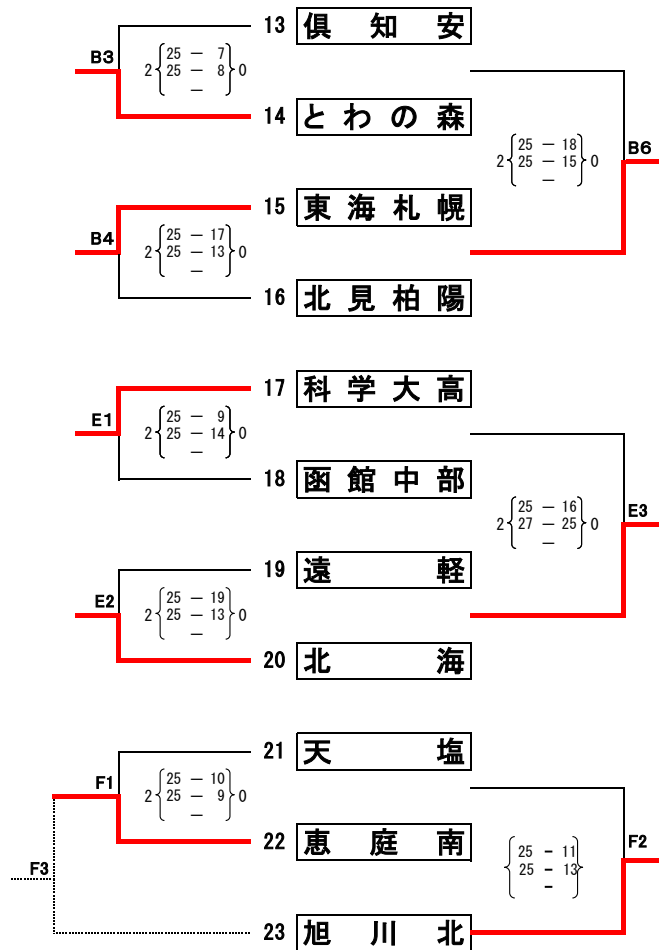 13 倶知安
B3
25 － 7
2 25 － 8 0
－
14 とわの森
25 － 18
2 25 － 15 0
－
B6
15 東海札幌
B4
25 － 17
2 25 － 13 0
－
16 北見柏陽
17 科学大高
E1
25 － 9
2 25 － 14 0
－
18 函館中部
25 － 16
2 27 － 25 0
－
E3
19 遠軽
E2
25 － 19
2 25 － 13 0
－
20 北海
21 天塩
F1
25 － 10
2 25 － 9 0
－
22 恵庭南
25 - 11
25 - 13
-
F2
F3
23 旭川北